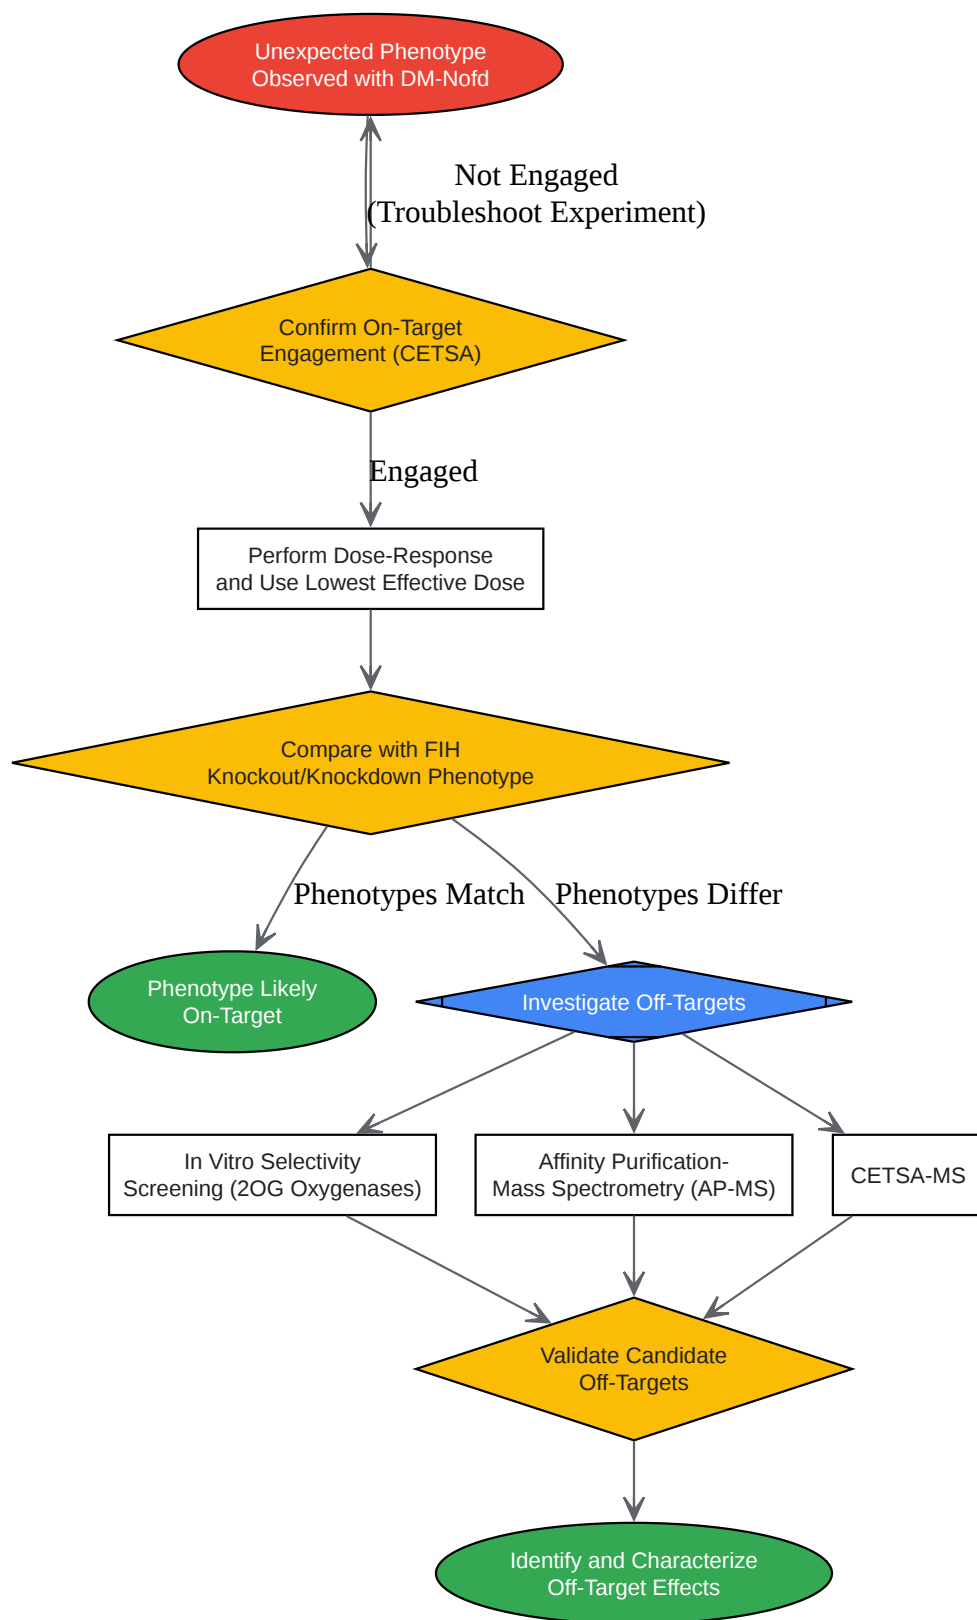 Unexpected Phenotype
Observed with DM-Nofd
Not Engaged
(Troubleshoot Experiment)
Confirm On-Target
Engagement (CETSA)
Engaged
Perform Dose-Response
and Use Lowest Effective Dose
Compare with FIH
Knockout/Knockdown Phenotype
Phenotypes Match
Phenotypes Differ
Phenotype Likely
On-Target
Investigate Off-Targets
In Vitro Selectivity
Screening (2OG Oxygenases)
Affinity Purification-
Mass Spectrometry (AP-MS)
CETSA-MS
Validate Candidate
Off-Targets
Identify and Characterize
Off-Target Effects